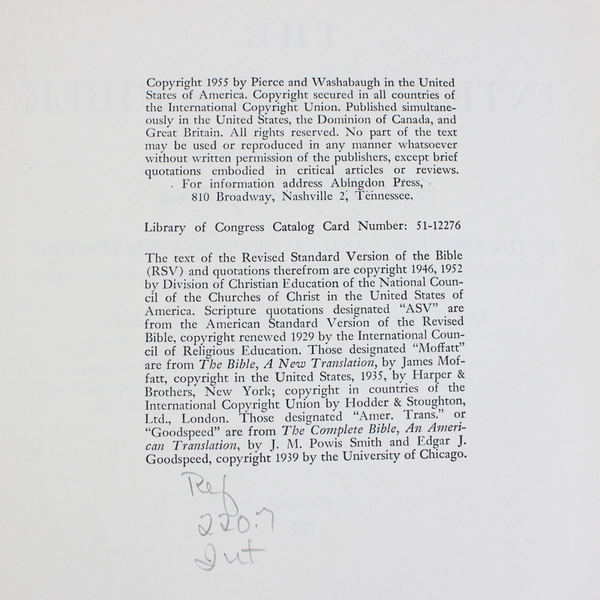 Copyright 1955 by Pierce and Washabaugh in the United
States of America. Copyright secured in all countries of
the International Copyright Union. Published simultane-
ously in the United States, the Dominion of Canada, and
Great Britain. All rights reserved. No part of the text
may be used or reproduced in any manner whatsoever
without written permission of the publishers, except brief
quotations embodied in critical articles or reviews.
For information address Abingdon Press,
810 Broadway, Nashville 2, Tennessee.
Library of Congress Catalog Card Number: 51-12276
The text of the Revised Standard Version of the Bible
(RSV) and quotations therefrom are copyright 1946, 1952
by Division of Christian Education of the National Coun-
cil of the Churches of Christ in the United States of
America. Scripture quotations designated “ASV” are
from the American Standard Version of the Revised
Bible, copyright renewed 1929 by the International Coun-
cil of Religious Education. Those designated “Moffatt”
are from The Bible, A New Translation, by James Mof-
fatt, copyright in the United States, 1935, by Harper &
Brothers, New York; copyright in countries of the
International Copyright Union by Hodder & Stoughton,
Ltd., London. Those designated “Amer. Trans.” or
“Goodspeed” are from The Complete Bible, An Ameri-
can Translation, by J. M. Powis Smith and Edgar J.
Goodspeed, copyright 1939 by the University of Chicago.
Ref
220.7
Int